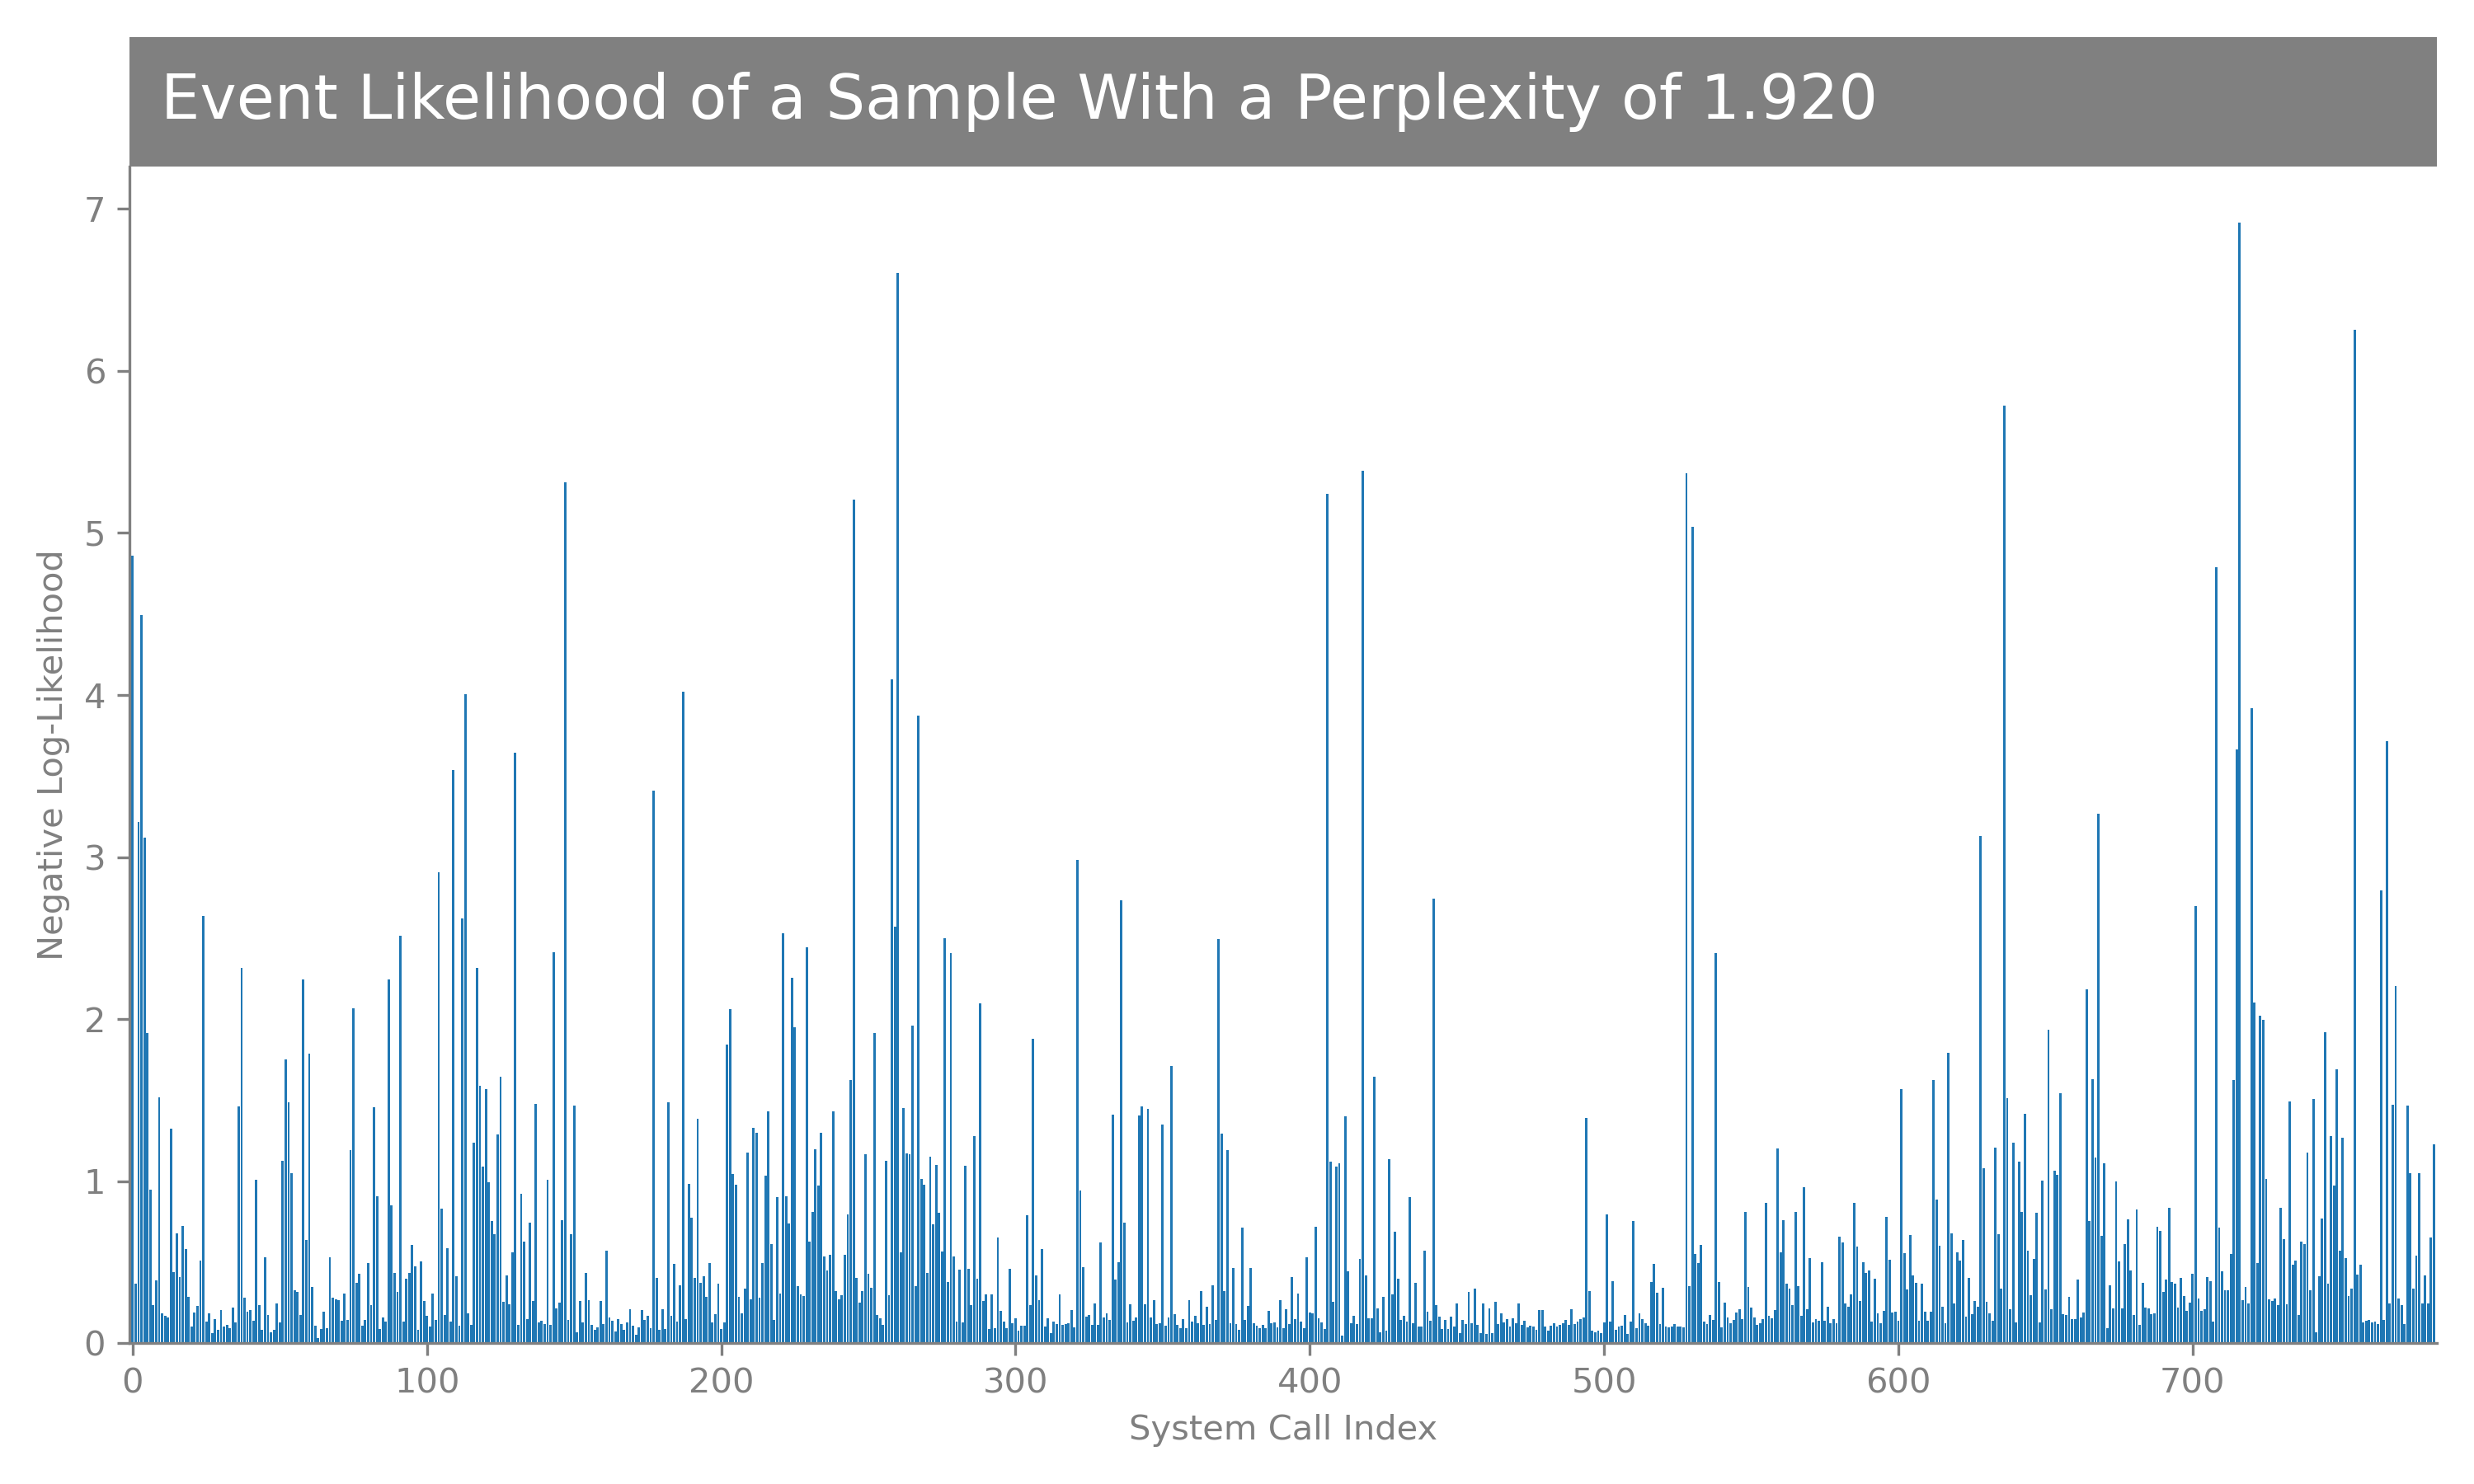 Event Likelihood of a Sample With a Perplexity of 1.920
7
6
5
4
3
2
1
0
Negative Log-Likelihood
0 100 200 300 400 500 600 700
System Call Index